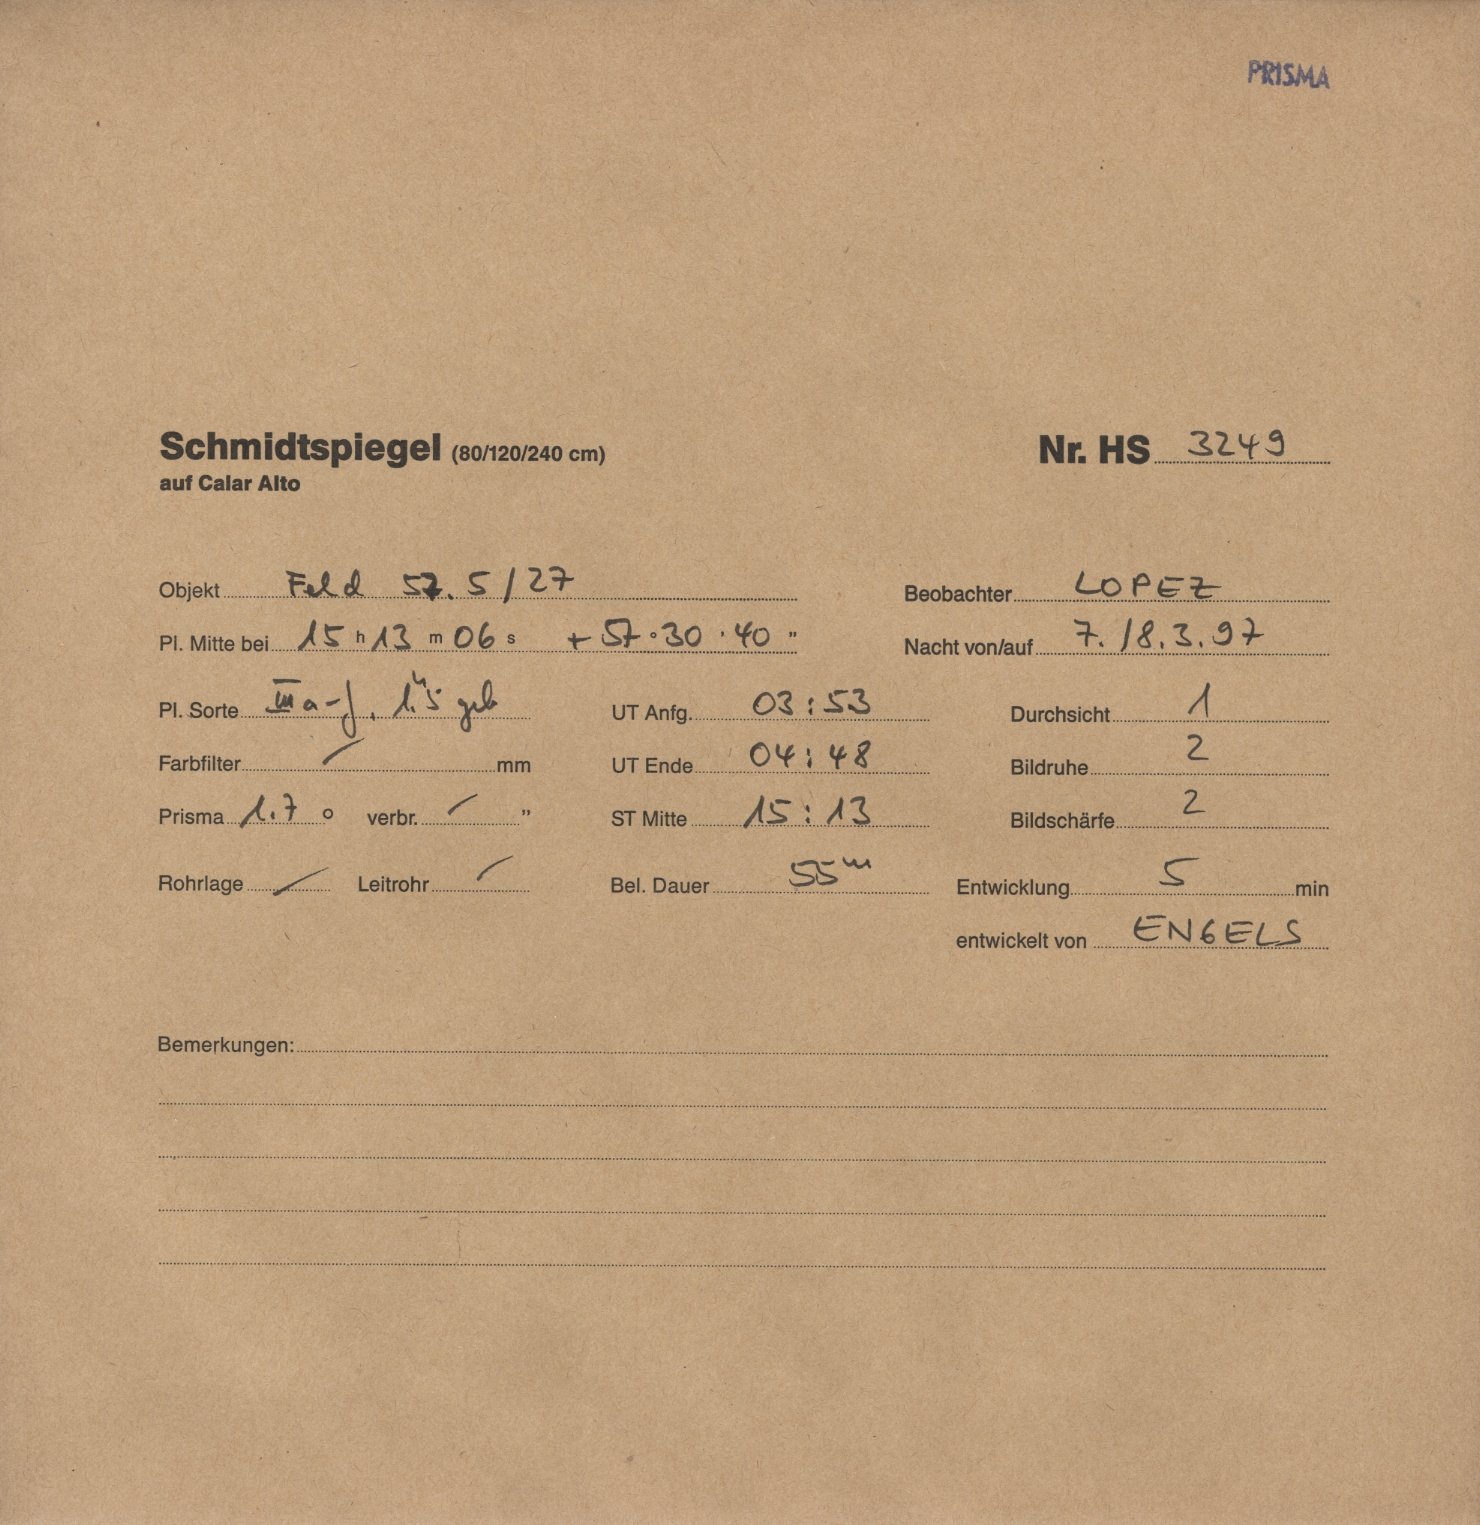 PRISMA
Schmidtspiegel (80/120/240 cm) Nr. HS 3249
auf Calar Alto
Objekt Feld 57.5/27 Beobachter LOPEZ
Pl. Mitte bei 15 h 13 m 06 s + 57 ° 30 ' 40 " Nacht von/auf 7./8.3.97
Pl. Sorte IIIa-J, 1.5h geb UT Anfg. 03:53 Durchsicht 1
Farbfilter / mm UT Ende 04:48 Bildruhe 2
Prisma 1.7 ° verbr. / " ST Mitte 15:13 Bildschärfe 2
Rohrlage / Leitrohr / Bel. Dauer 55m Entwicklung 5 min
entwickelt von ENGELS
Bemerkungen: